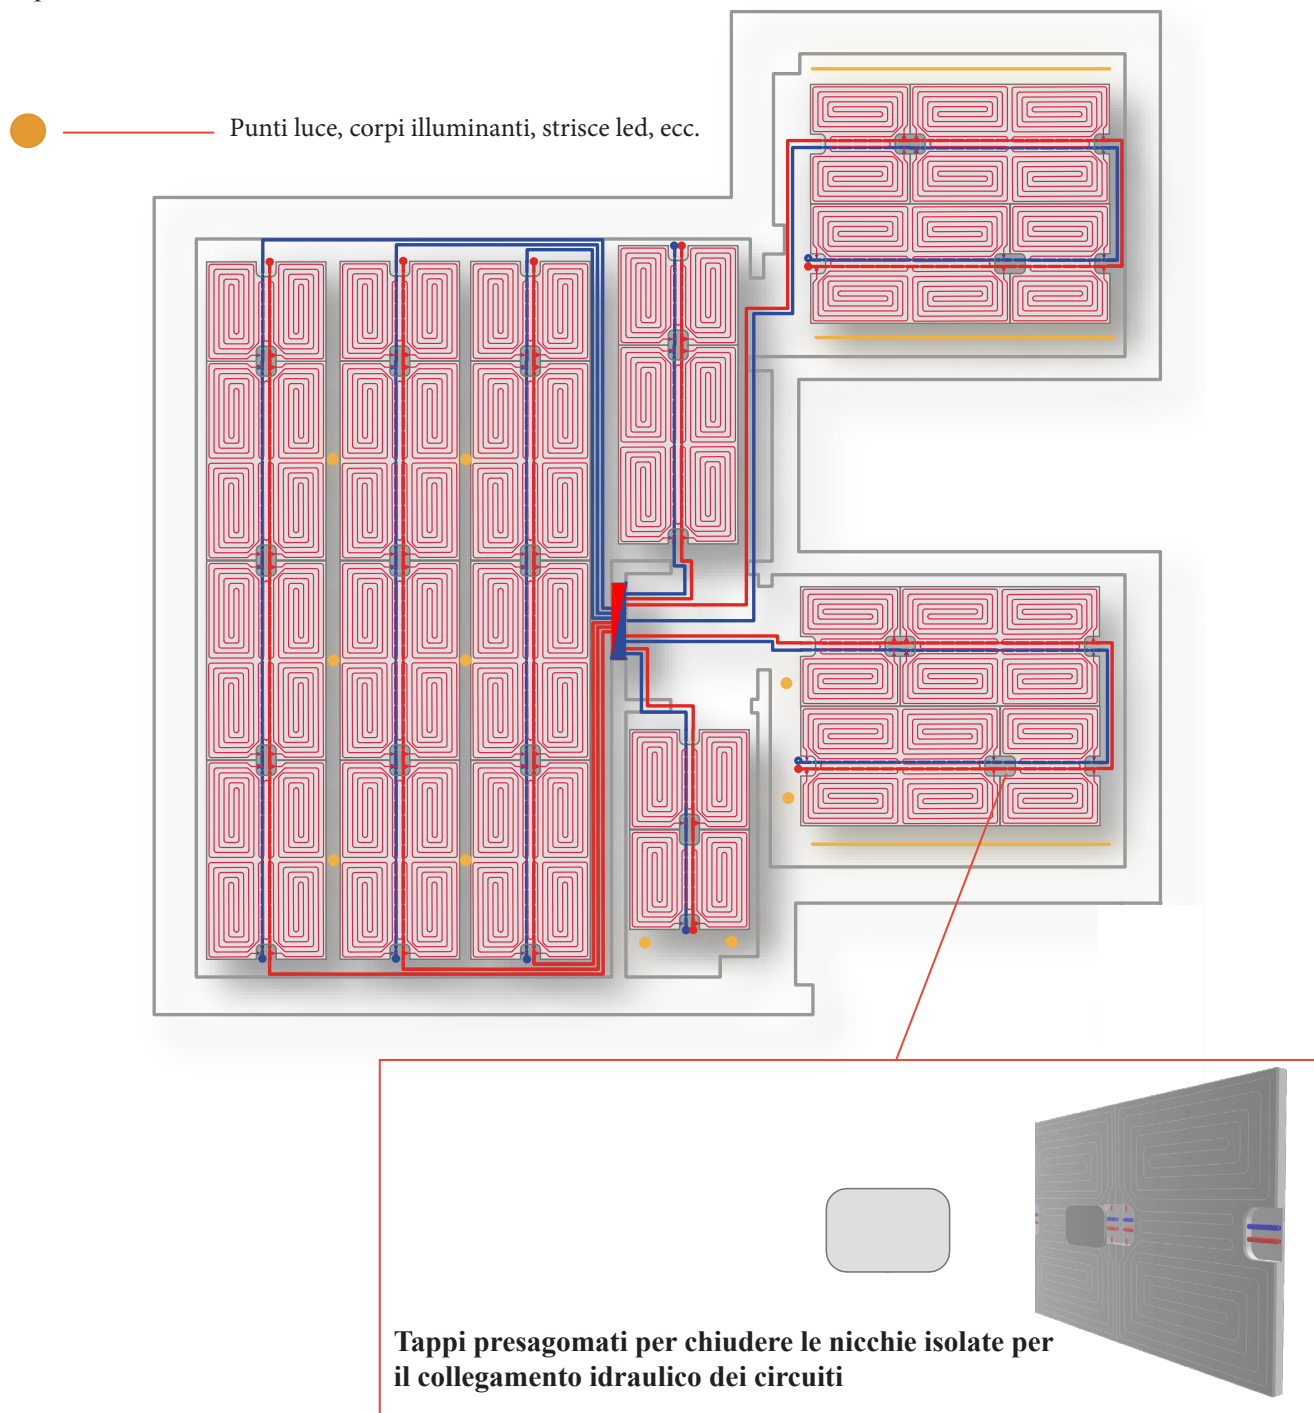 Punti luce, corpi illuminanti, strisce led, ecc.
Tappi presagomati per chiudere le nicchie isolate per
il collegamento idraulico dei circuiti